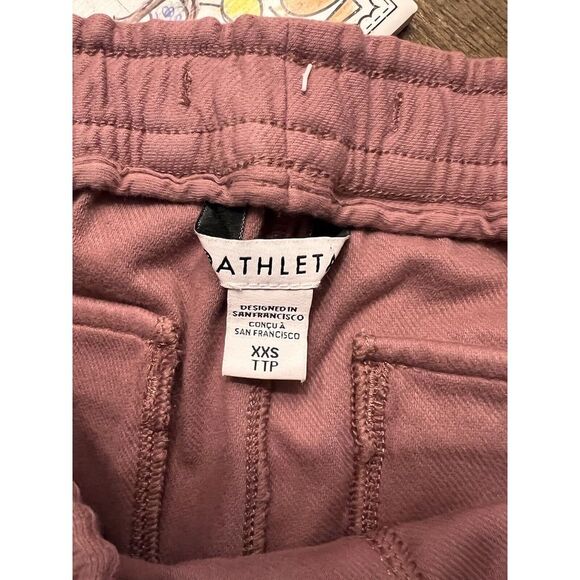 ATHLETA
DESIGNED IN
SAN FRANCISCO
CONÇU À
SAN FRANCISCO
XXS
TTP